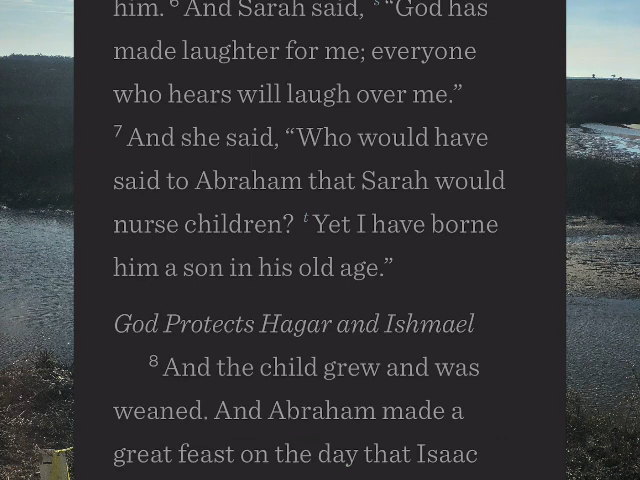 him. 6 And Sarah said, s “God has
made laughter for me; everyone
who hears will laugh over me.”
7 And she said, “Who would have
said to Abraham that Sarah would
nurse children? t Yet I have borne
him a son in his old age.”
God Protects Hagar and Ishmael
8 And the child grew and was
weaned. And Abraham made a
great feast on the day that Isaac